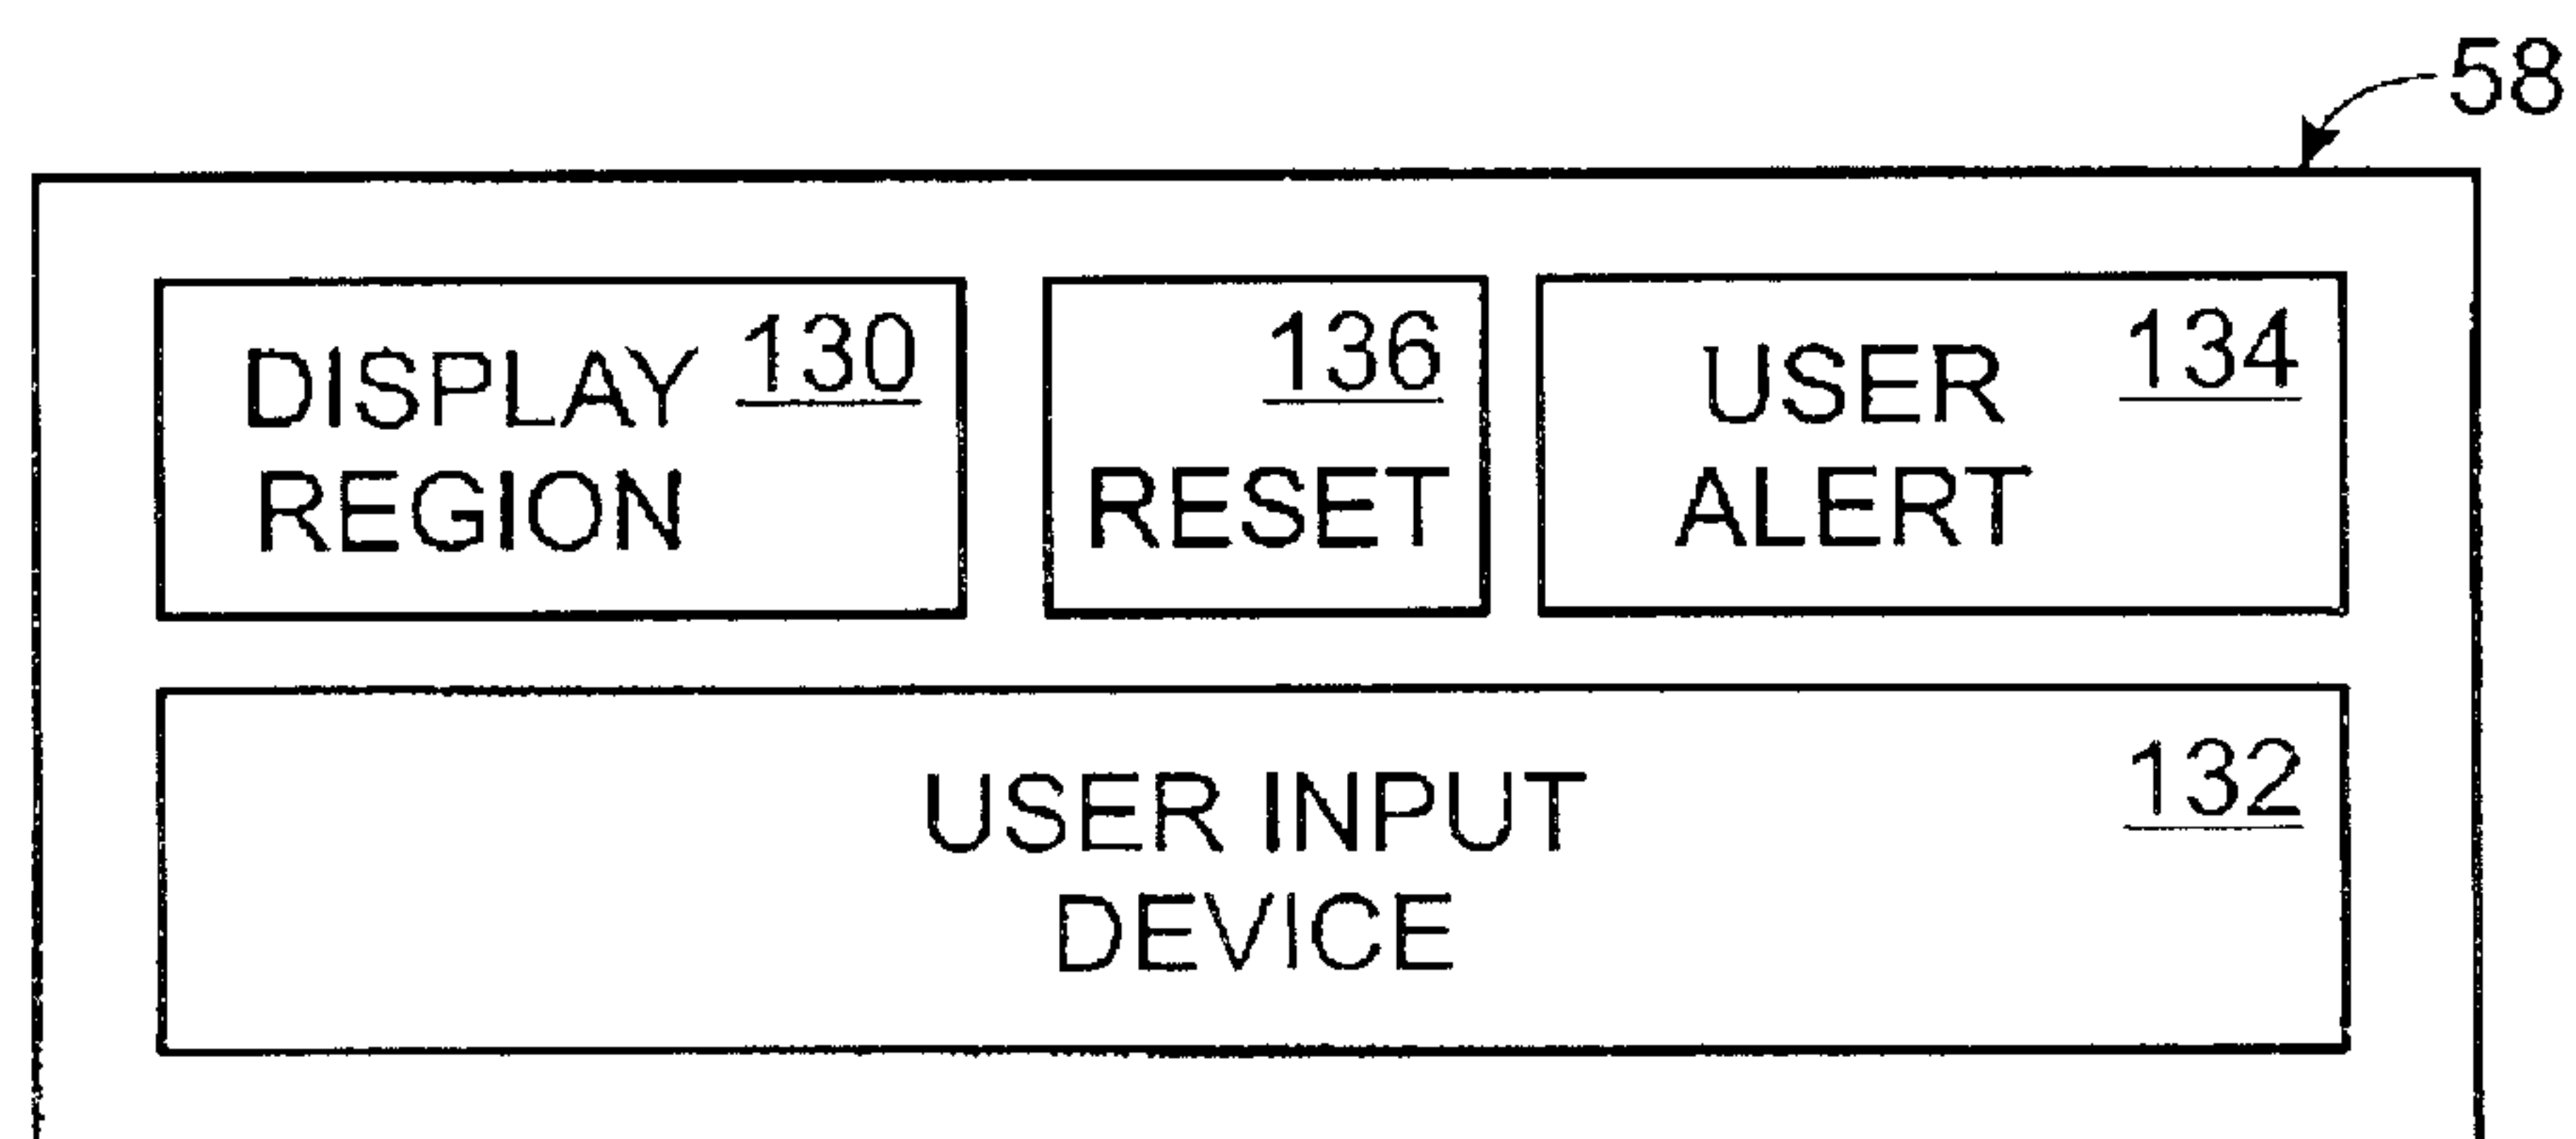 58
DISPLAY 130
REGION
136
RESET
USER 134
ALERT
132
USER INPUT
DEVICE